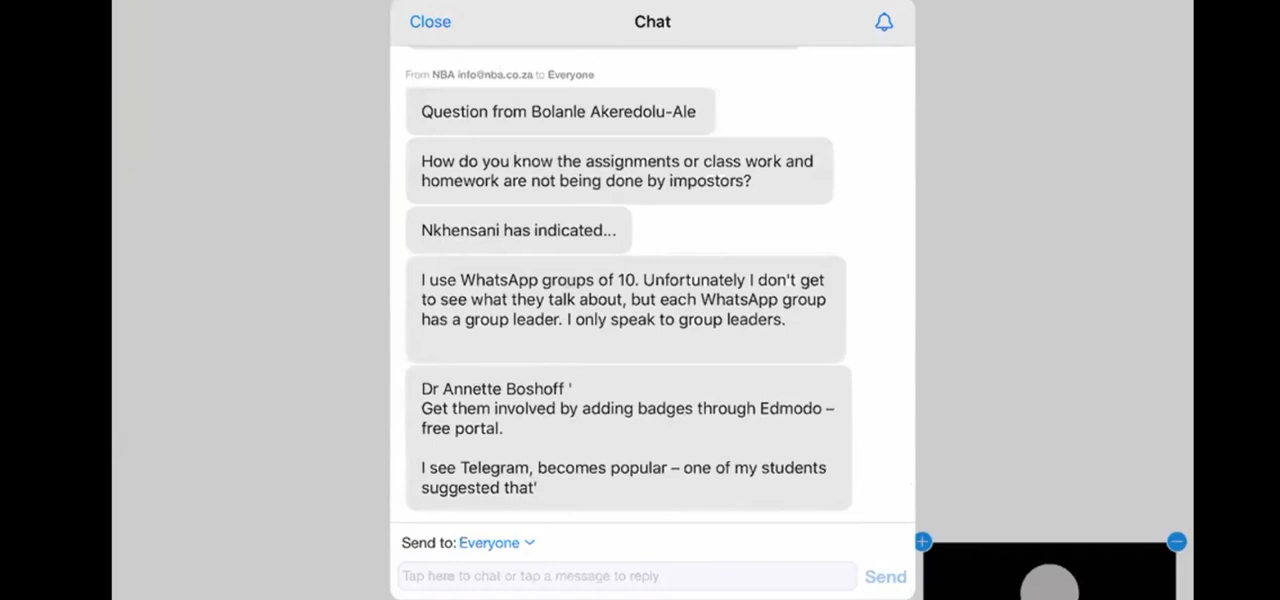 Close
Chat
From NBA info@nba.co.za to Everyone
Question from Bolanle Akeredolu-Ale
How do you know the assignments or class work and
homework are not being done by impostors?
Nkhensani has indicated...
I use WhatsApp groups of 10. Unfortunately I don't get
to see what they talk about, but each WhatsApp group
has a group leader. I only speak to group leaders.
Dr Annette Boshoff '
Get them involved by adding badges through Edmodo –
free portal.
I see Telegram, becomes popular – one of my students
suggested that'
Send to: Everyone
Tap here to chat or tap a message to reply
Send